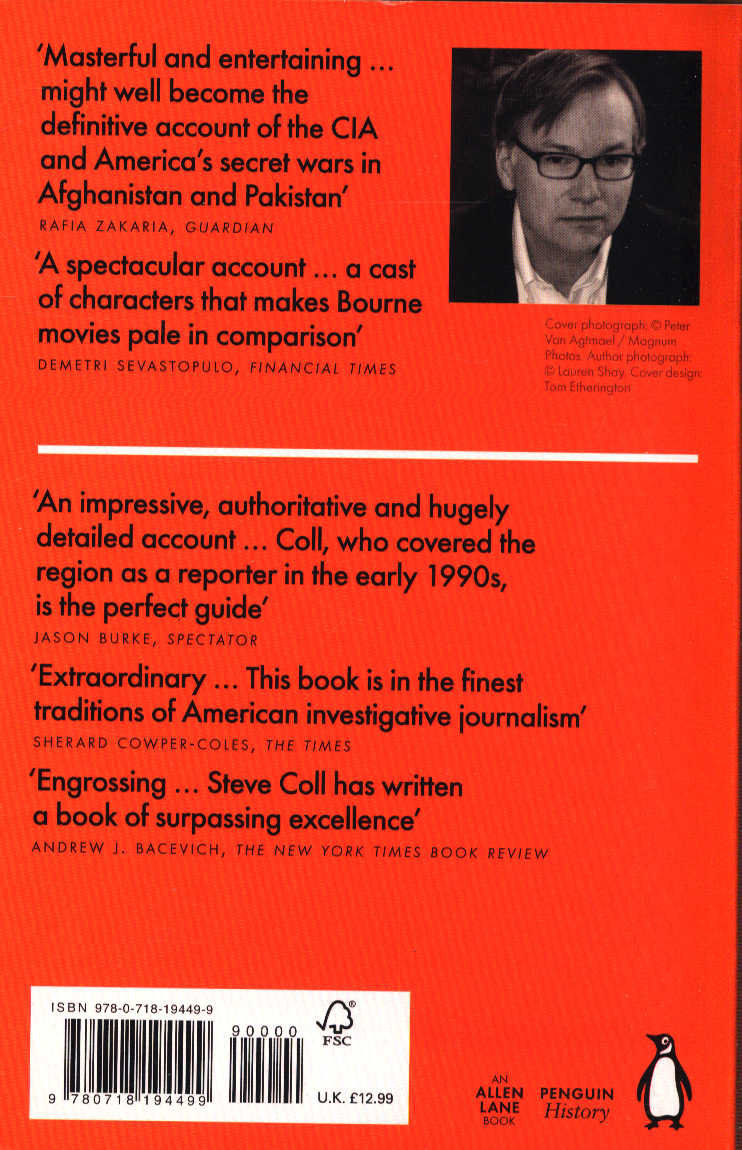 ‘Masterful and entertaining ...
might well become the
definitive account of the CIA
and America’s secret wars in
Afghanistan and Pakistan’
RAFIA ZAKARIA, GUARDIAN
‘A spectacular account ... a cast
of characters that makes Bourne
movies pale in comparison’
DEMETRI SEVASTOPULO, FINANCIAL TIMES
Cover photograph: © Peter
Van Agtmael / Magnum
Photos. Author photograph:
© Lauren Shay. Cover design:
Tom Etherington
‘An impressive, authoritative and hugely
detailed account ... Coll, who covered the
region as a reporter in the early 1990s,
is the perfect guide’
JASON BURKE, SPECTATOR
‘Extraordinary ... This book is in the finest
traditions of American investigative journalism’
SHERARD COWPER-COLES, THE TIMES
‘Engrossing ... Steve Coll has written
a book of surpassing excellence’
ANDREW J. BACEVICH, THE NEW YORK TIMES BOOK REVIEW
ISBN 978-0-718-19449-9
90000
9 780718 194499
®
FSC
U.K. £12.99
AN
ALLEN
LANE
BOOK
PENGUIN
History